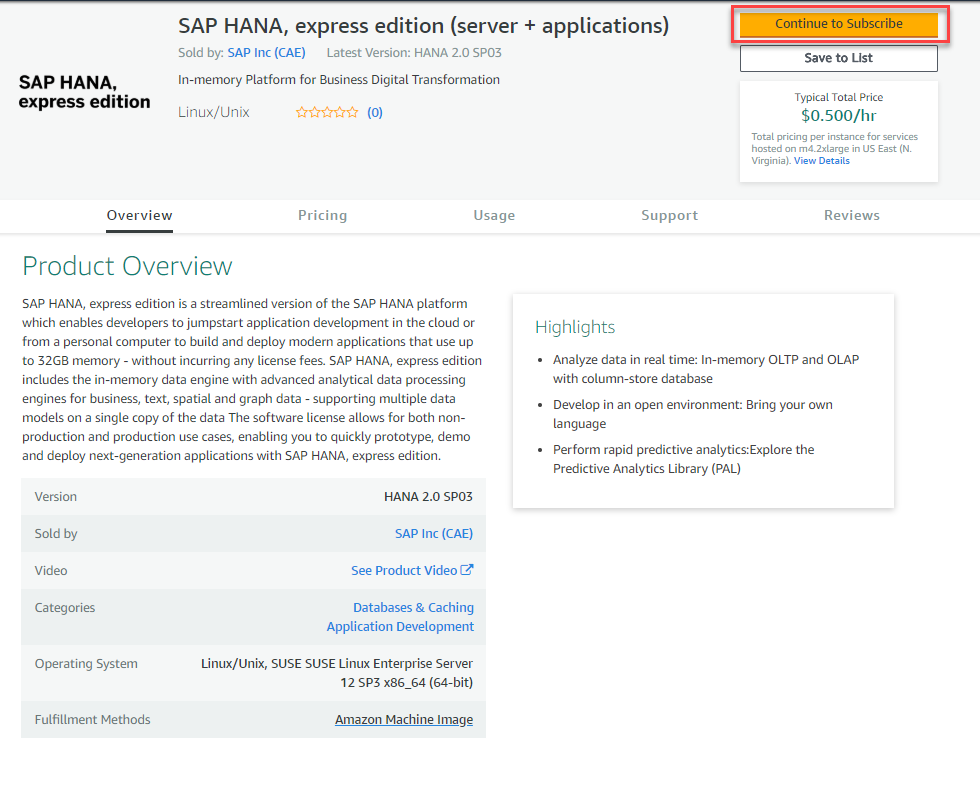 SAP HANA,
express edition
SAP HANA, express edition (server + applications)
Sold by: SAP Inc (CAE) Latest Version: HANA 2.0 SP03
In-memory Platform for Business Digital Transformation
Linux/Unix (0)
Continue to Subscribe
Save to List
Typical Total Price
$0.500/hr
Total pricing per instance for services
hosted on m4.2xlarge in US East (N.
Virginia). View Details
Overview Pricing Usage Support Reviews
Product Overview
SAP HANA, express edition is a streamlined version of the SAP HANA platform
which enables developers to jumpstart application development in the cloud or
from a personal computer to build and deploy modern applications that use up
to 32GB memory - without incurring any license fees. SAP HANA, express edition
includes the in-memory data engine with advanced analytical data processing
engines for business, text, spatial and graph data - supporting multiple data
models on a single copy of the data The software license allows for both non-
production and production use cases, enabling you to quickly prototype, demo
and deploy next-generation applications with SAP HANA, express edition.
Highlights
• Analyze data in real time: In-memory OLTP and OLAP
with column-store database
• Develop in an open environment: Bring your own
language
• Perform rapid predictive analytics:Explore the
Predictive Analytics Library (PAL)
Version HANA 2.0 SP03
Sold by SAP Inc (CAE)
Video See Product Video
Categories Databases & Caching
Application Development
Operating System Linux/Unix, SUSE SUSE Linux Enterprise Server
12 SP3 x86_64 (64-bit)
Fulfillment Methods Amazon Machine Image